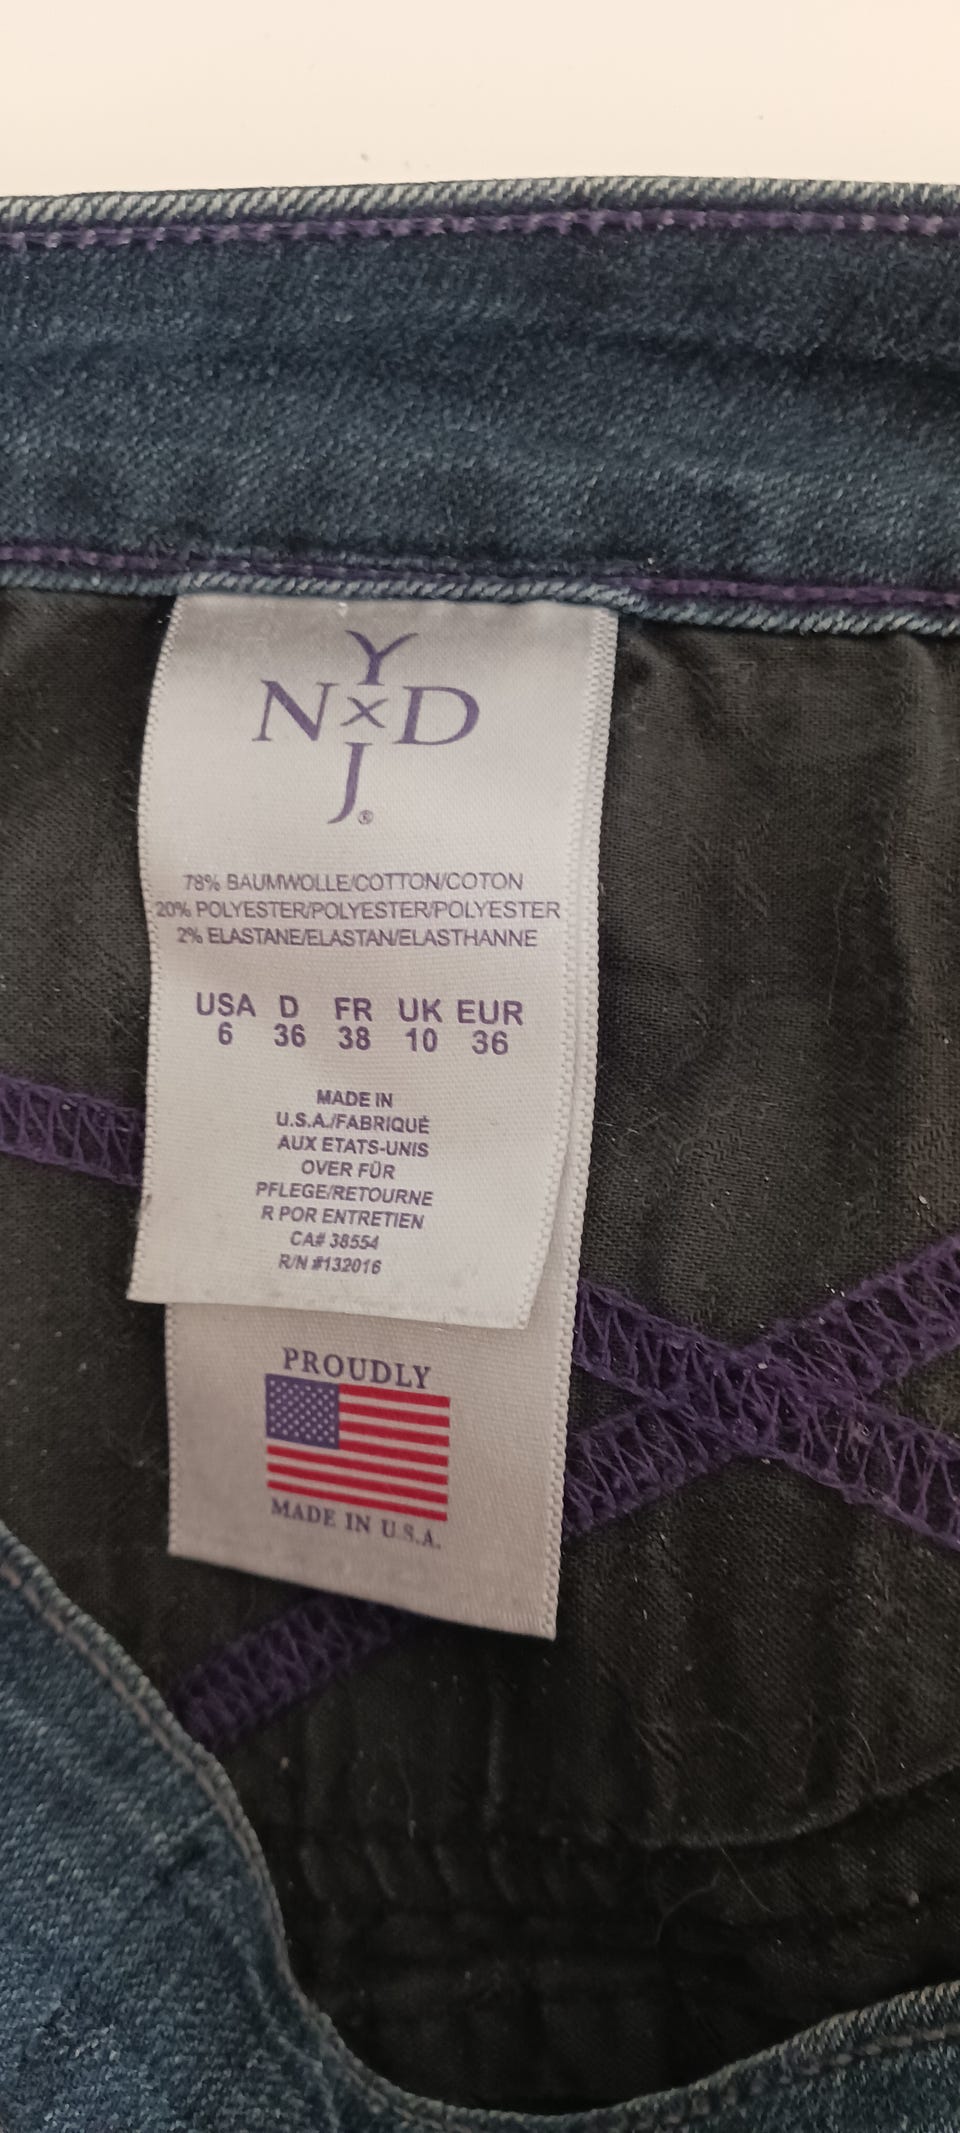 Y
N x D
J®
78% BAUMWOLLE/COTTON/COTON
20% POLYESTER/POLYESTER/POLYESTER
2% ELASTANE/ELASTAN/ELASTHANNE
USA D FR UK EUR
6 36 38 10 36
MADE IN
U.S.A./FABRIQUÉ
AUX ETATS-UNIS
OVER FÜR
PFLEGE/RETOURNE
R POR ENTRETIEN
CA# 38554
R/N #132016
PROUDLY
MADE IN U.S.A.